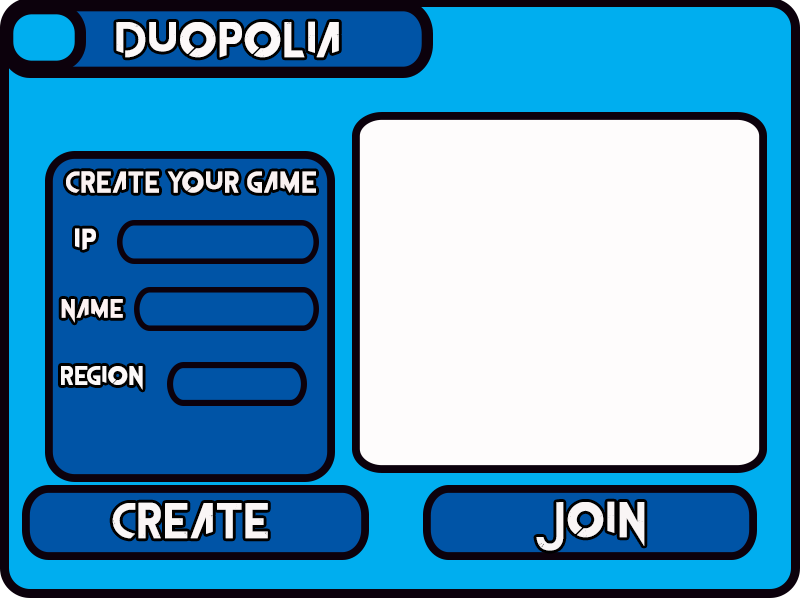 DUOPOLIA
CREATE YOUR GAME
IP
NAME
REGION
CREATE
JOIN